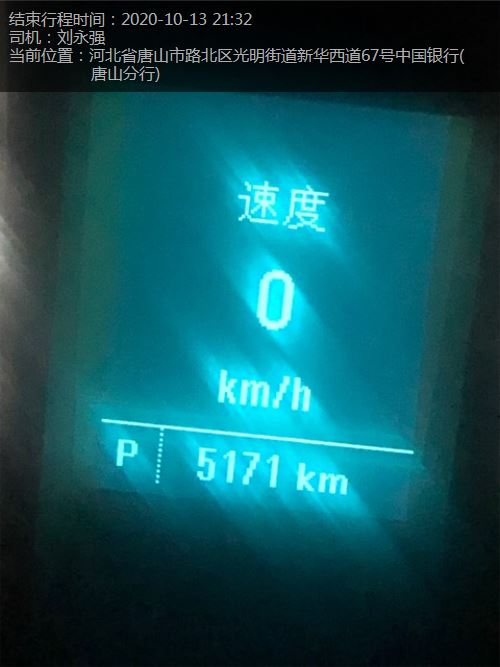 结束行程时间：2020-10-13 21:32
司机：刘永强
当前位置：河北省唐山市路北区光明街道新华西道67号中国银行(
唐山分行)
速度
0
km/h
P 5171 km